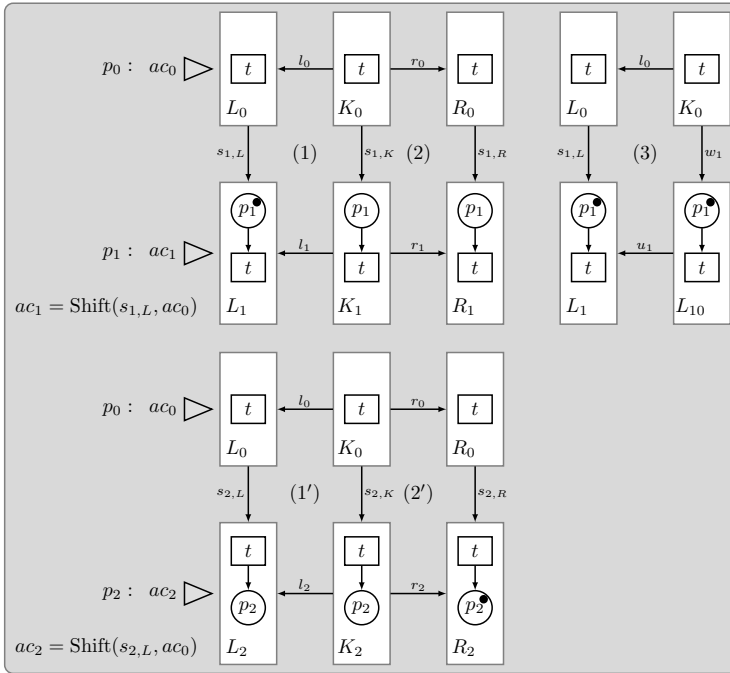 t t t t t
p₀ : ac₀ l₀ r₀ l₀
L₀ K₀ R₀ L₀ K₀
s₁,L (1) s₁,K (2) s₁,R s₁,L (3) w₁
p₁ p₁ p₁ p₁ p₁
p₁ : ac₁ l₁ r₁ u₁
t t t t t
ac₁ = Shift(s₁,L, ac₀) L₁ K₁ R₁ L₁ L₁₀
p₀ : ac₀ t l₀ t r₀ t
L₀ K₀ R₀
s₂,L (1′) s₂,K (2′) s₂,R
t t t
p₂ : ac₂ p₂ l₂ p₂ r₂ p₂
ac₂ = Shift(s₂,L, ac₀) L₂ K₂ R₂